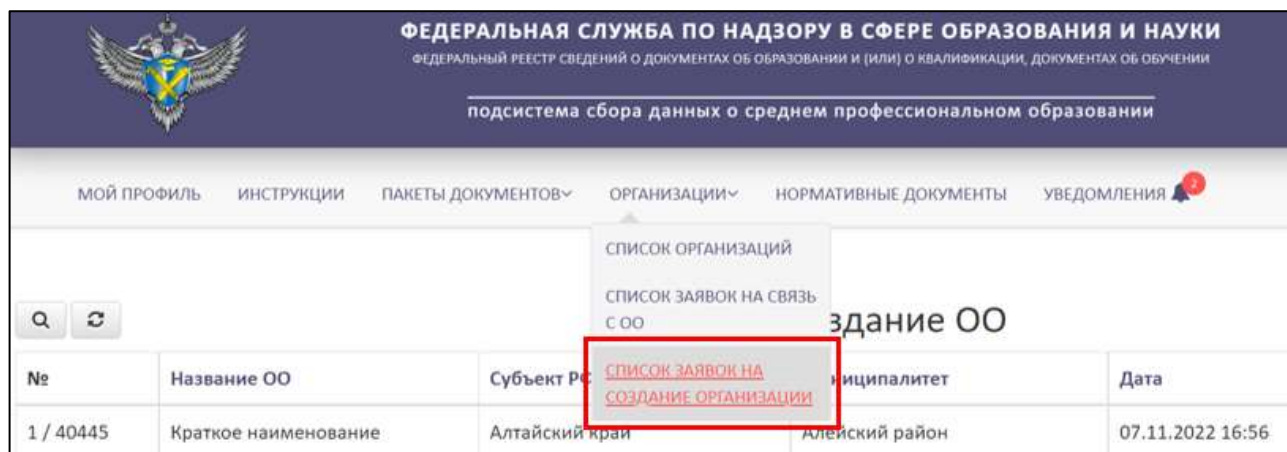 ФЕДЕРАЛЬНАЯ СЛУЖБА ПО НАДЗОРУ В СФЕРЕ ОБРАЗОВАНИЯ И НАУКИ
ФЕДЕРАЛЬНЫЙ РЕЕСТР СВЕДЕНИЙ О ДОКУМЕНТАХ ОБ ОБРАЗОВАНИИ И (ИЛИ) О КВАЛИФИКАЦИИ, ДОКУМЕНТАХ ОБ ОБУЧЕНИИ
подсистема сбора данных о среднем профессиональном образовании
МОЙ ПРОФИЛЬ ИНСТРУКЦИИ ПАКЕТЫ ДОКУМЕНТОВ ОРГАНИЗАЦИИ НОРМАТИВНЫЕ ДОКУМЕНТЫ УВЕДОМЛЕНИЯ 2
СПИСОК ОРГАНИЗАЦИЙ
СПИСОК ЗАЯВОК НА СВЯЗЬ
С ОО
здание ОО
СПИСОК ЗАЯВОК НА
СОЗДАНИЕ ОРГАНИЗАЦИИ
№ Название ОО Субъект РФ ниципалитет Дата
1 / 40445 Краткое наименование Алтайский край Алейский район 07.11.2022 16:56